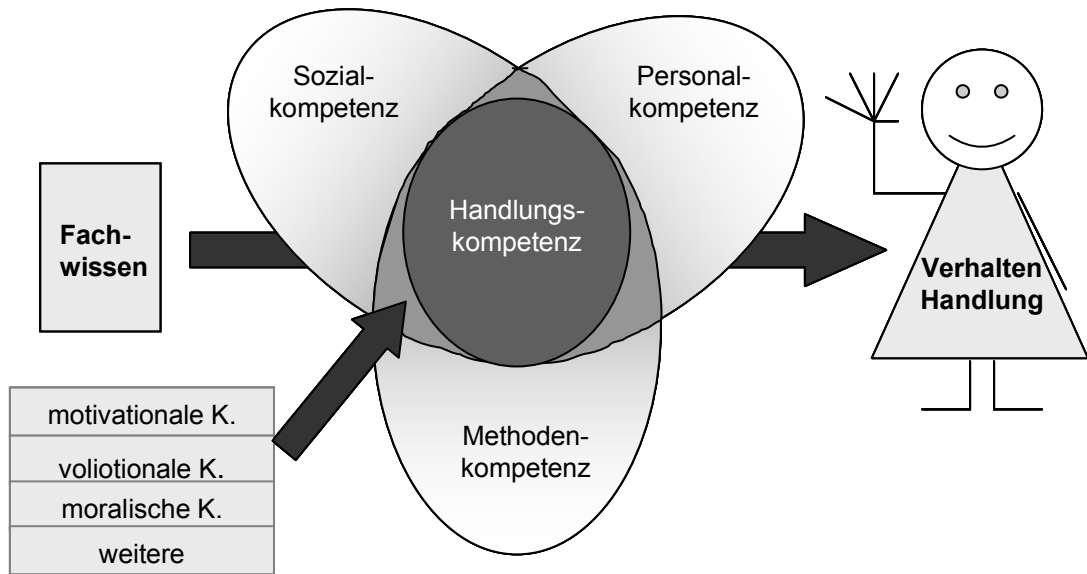 Sozial-
kompetenz
Personal-
kompetenz
Fach-
wissen
Handlungs-
kompetenz
Verhalten
Handlung
motivationale K.
voliotionale K.
moralische K.
weitere
Methoden-
kompetenz